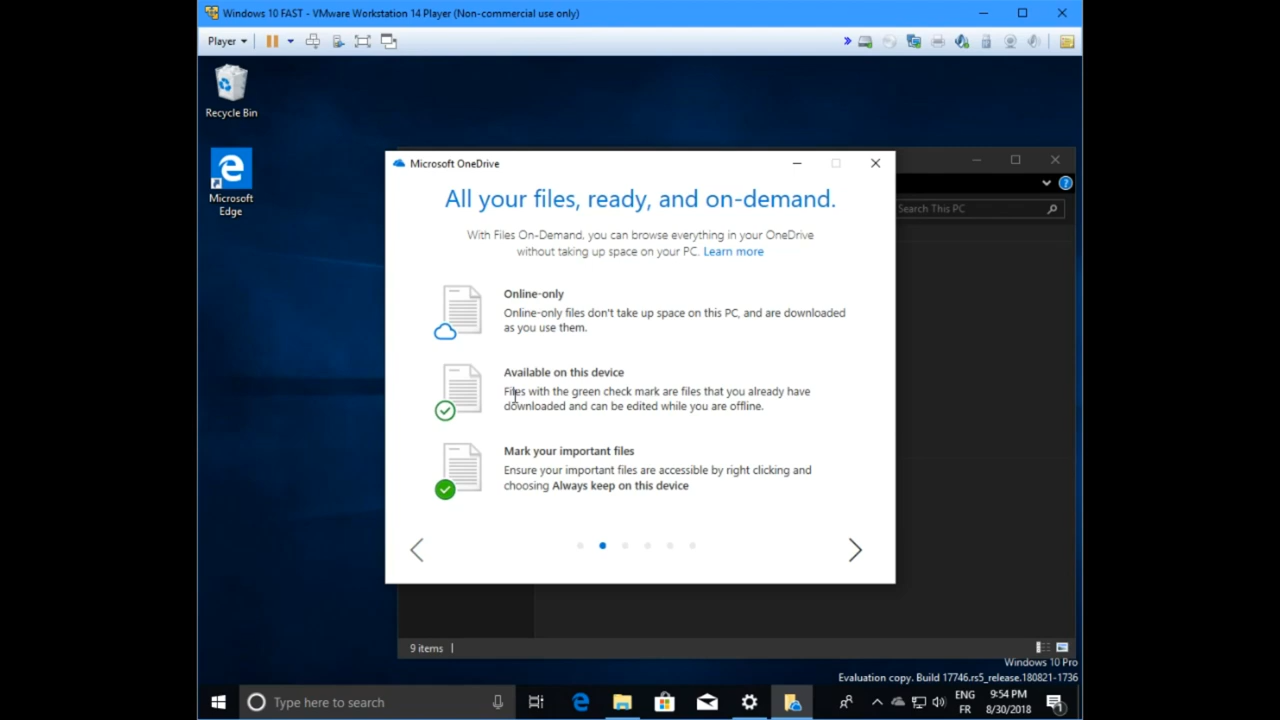 Windows 10 FAST - VMware Workstation 14 Player (Non-commercial use only)
Player
Recycle Bin
Microsoft
Edge
Microsoft OneDrive
Search This PC
All your files, ready, and on-demand.
With Files On-Demand, you can browse everything in your OneDrive
without taking up space on your PC. Learn more
Online-only
Online-only files don't take up space on this PC, and are downloaded
as you use them.
Available on this device
Files with the green check mark are files that you already have
downloaded and can be edited while you are offline.
Mark your important files
Ensure your important files are accessible by right clicking and
choosing Always keep on this device
9 items
Windows 10 Pro
Evaluation copy. Build 17746.rs5_release.180821-1736
Type here to search
ENG
FR
9:54 PM
8/30/2018
1